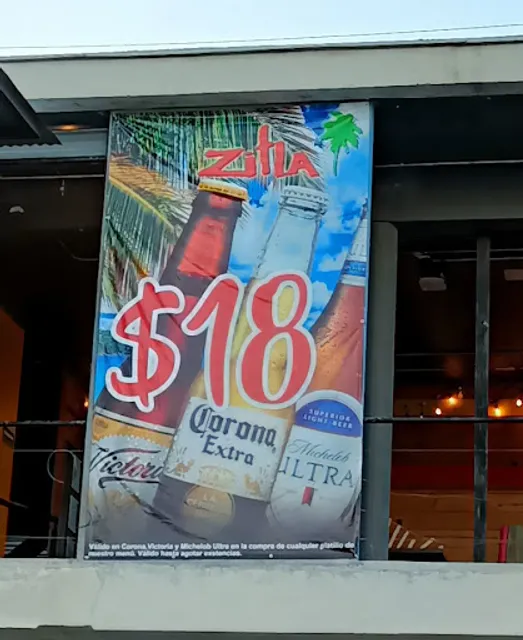 Zitla
$18
Corona
Extra
Victoria
SUPERIOR
LIGHT BEER
Michelob
ULTRA
Válido en Corona, Victoria y Michelob Ultra en la compra de cualquier platillo de
nuestro menú. Válido hasta agotar existencias.